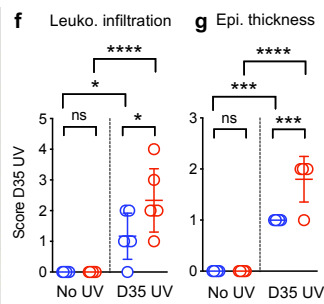 f Leuko. infiltration
****
*
ns
*
Score D35 UV
5
4
3
2
1
0
No UV D35 UV
g Epi. thickness
****
***
ns
***
3
2
1
0
No UV D35 UV